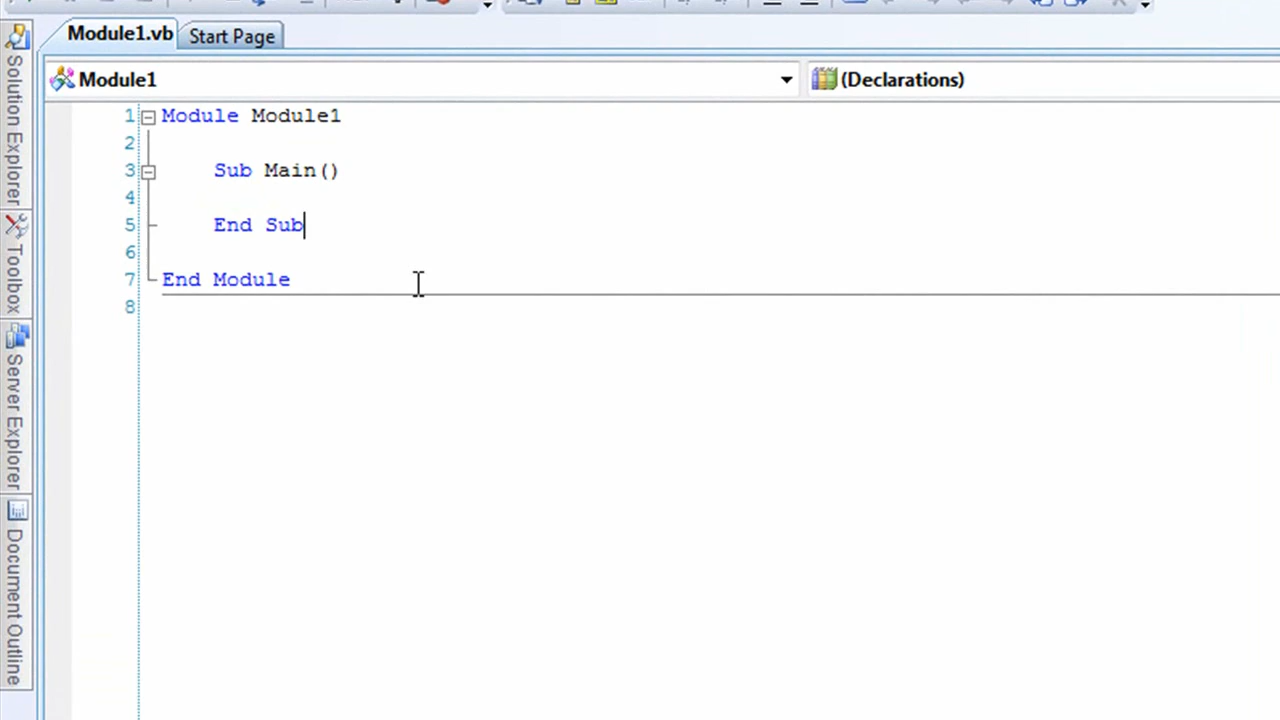 Module1.vb Start Page
Module1 (Declarations)
1 Module Module1
2
3 Sub Main()
4
5 End Sub
6
7 End Module
8
Solution Explorer
Toolbox
Server Explorer
Document Outline